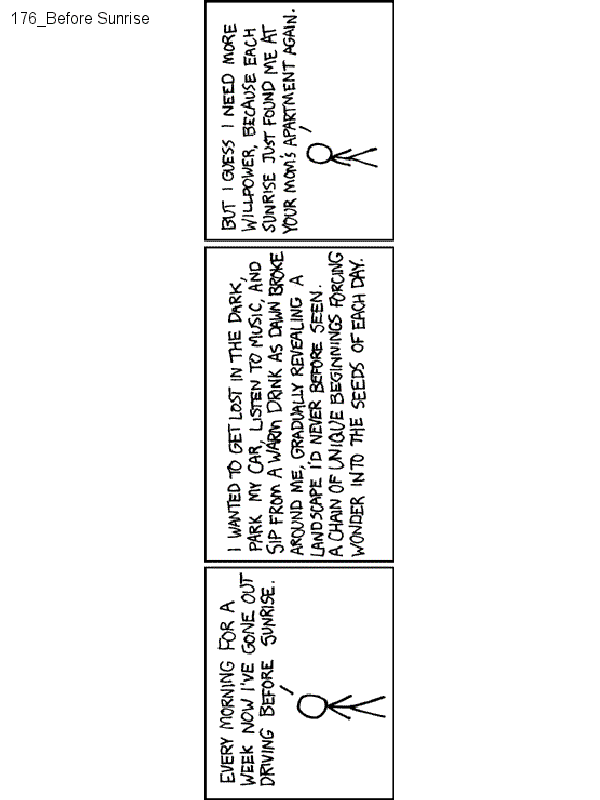 176_Before Sunrise
EVERY MORNING FOR A
WEEK NOW I'VE GONE OUT
DRIVING BEFORE SUNRISE.
I WANTED TO GET LOST IN THE DARK,
PARK MY CAR, LISTEN TO MUSIC, AND
SIP FROM A WARM DRINK AS DAWN BROKE
AROUND ME, GRADUALLY REVEALING A
LANDSCAPE I'D NEVER BEFORE SEEN.
A CHAIN OF UNIQUE BEGINNINGS FORCING
WONDER INTO THE SEEDS OF EACH DAY.
BUT I GUESS I NEED MORE
WILLPOWER, BECAUSE EACH
SUNRISE JUST FOUND ME AT
YOUR MOM'S APARTMENT AGAIN.